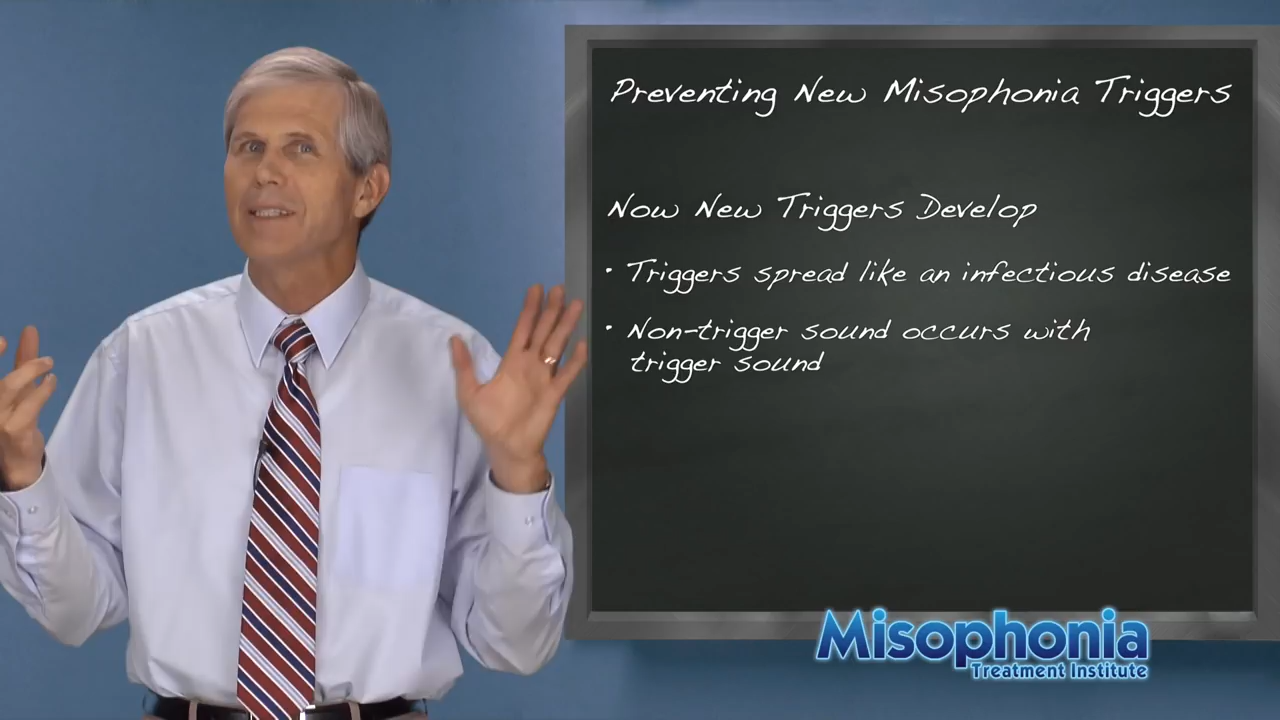 Preventing New Misophonia Triggers
Now New Triggers Develop
• Triggers spread like an infectious disease
• Non-trigger sound occurs with
trigger sound
Misophonia
Treatment Institute